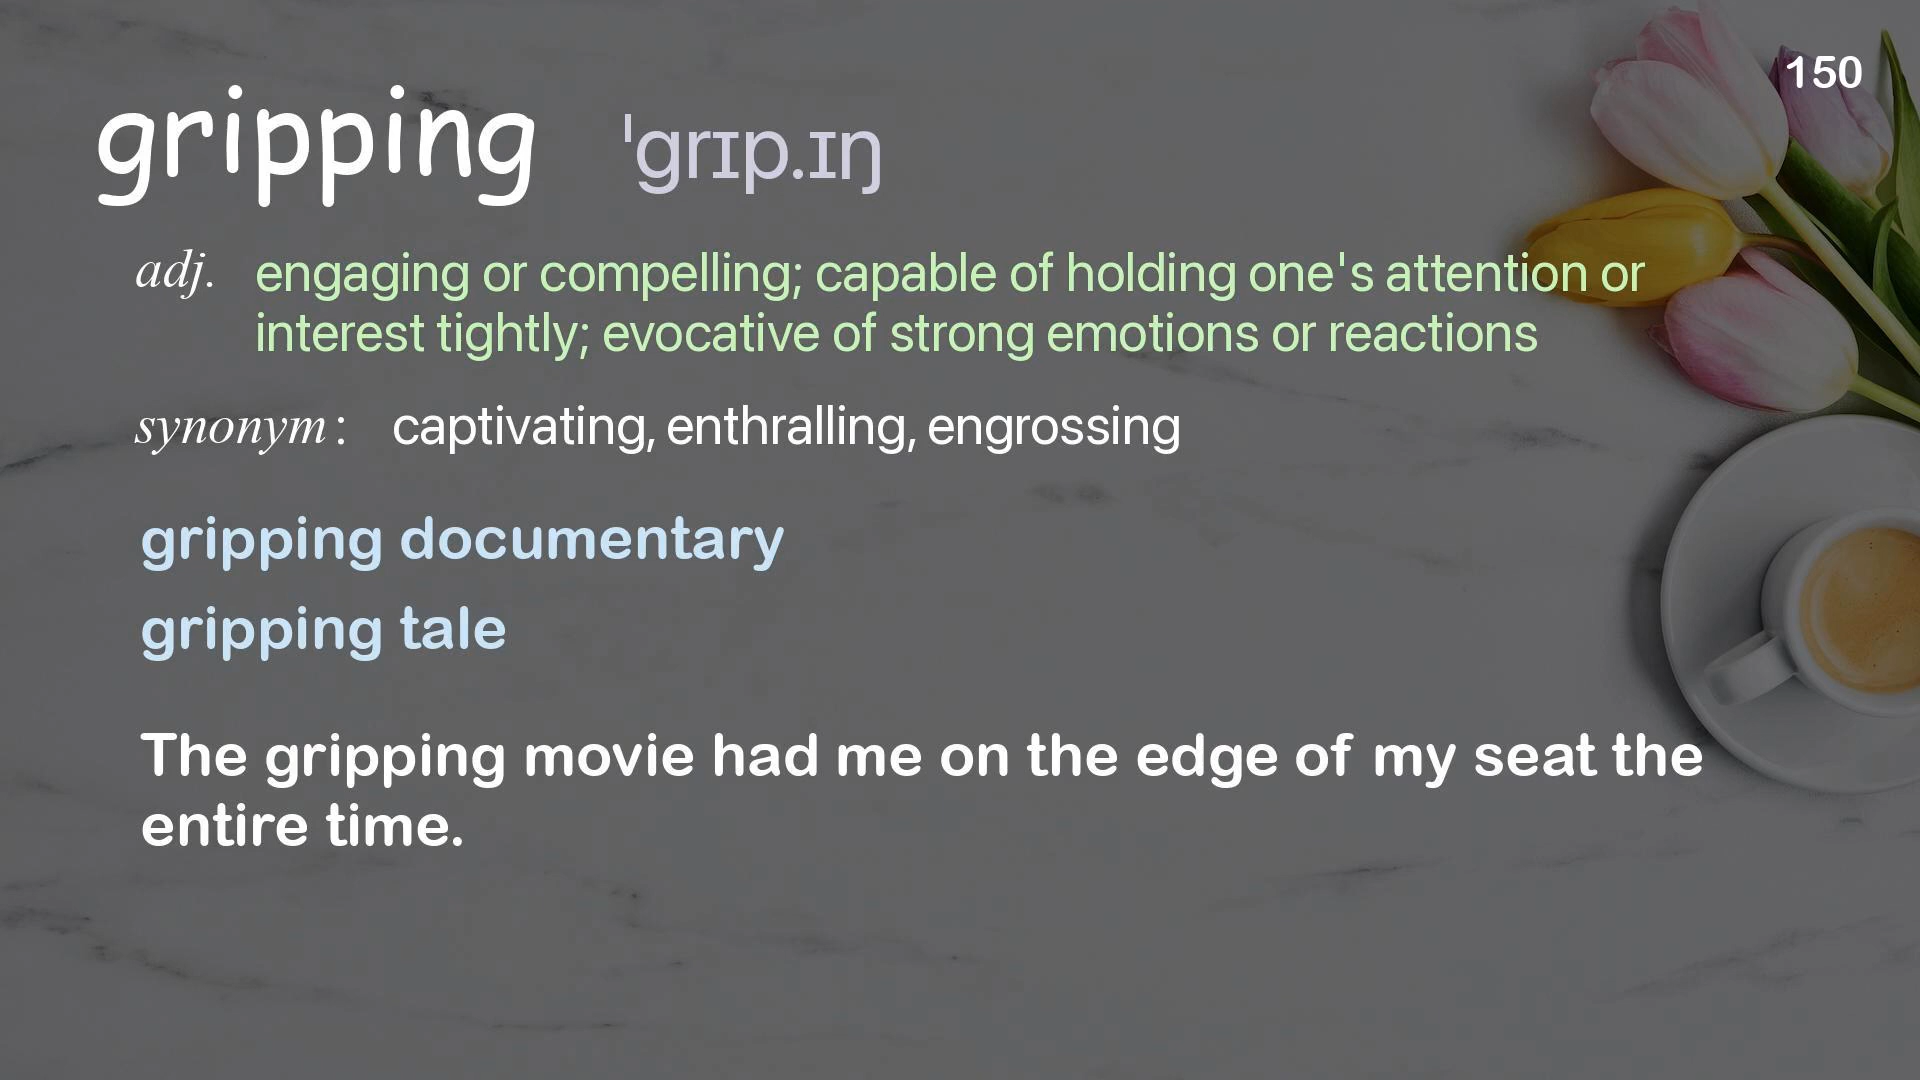 150
gripping ˈgrɪp.ɪŋ
adj. engaging or compelling; capable of holding one's attention or
interest tightly; evocative of strong emotions or reactions
synonym : captivating, enthralling, engrossing
gripping documentary
gripping tale
The gripping movie had me on the edge of my seat the
entire time.